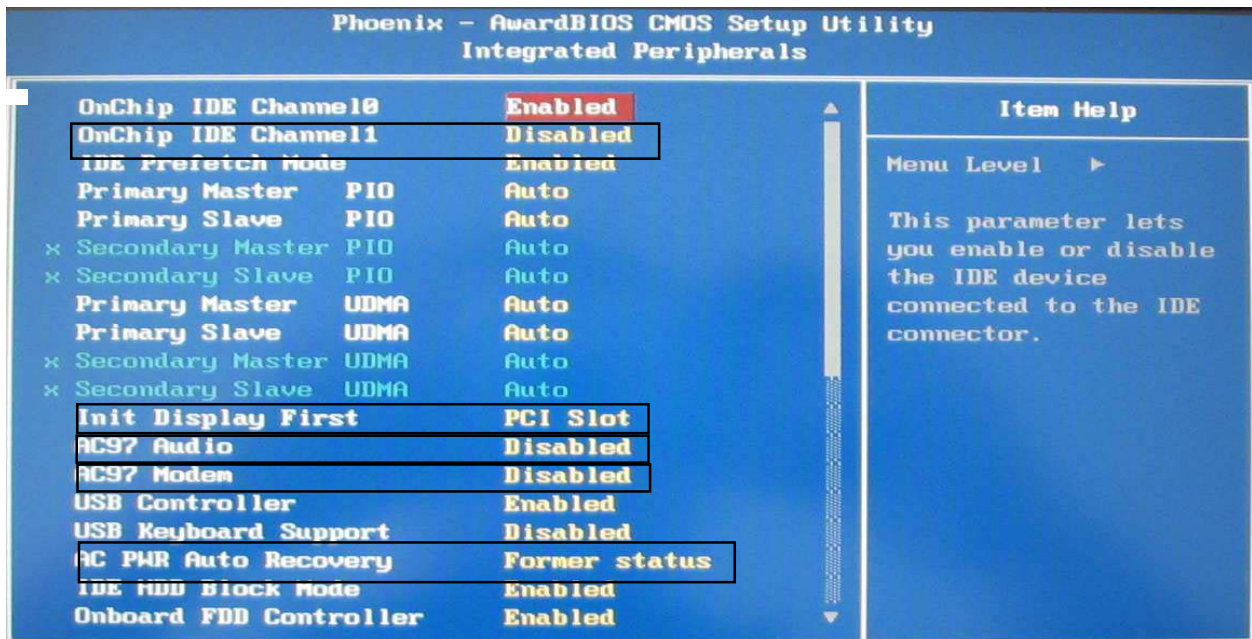 Phoenix - AwardBIOS CMOS Setup Utility
Integrated Peripherals
OnChip IDE Channel0 Enabled
OnChip IDE Channel1 Disabled
IDE Prefetch Mode Enabled
Primary Master PIO Auto
Primary Slave PIO Auto
x Secondary Master PIO Auto
x Secondary Slave PIO Auto
Primary Master UDMA Auto
Primary Slave UDMA Auto
x Secondary Master UDMA Auto
x Secondary Slave UDMA Auto
Init Display First PCI Slot
AC97 Audio Disabled
AC97 Modem Disabled
USB Controller Enabled
USB Keyboard Support Disabled
AC PWR Auto Recovery Former status
IDE HDD Block Mode Enabled
Onboard FDD Controller Enabled
Item Help
Menu Level ►
This parameter lets
you enable or disable
the IDE device
connected to the IDE
connector.